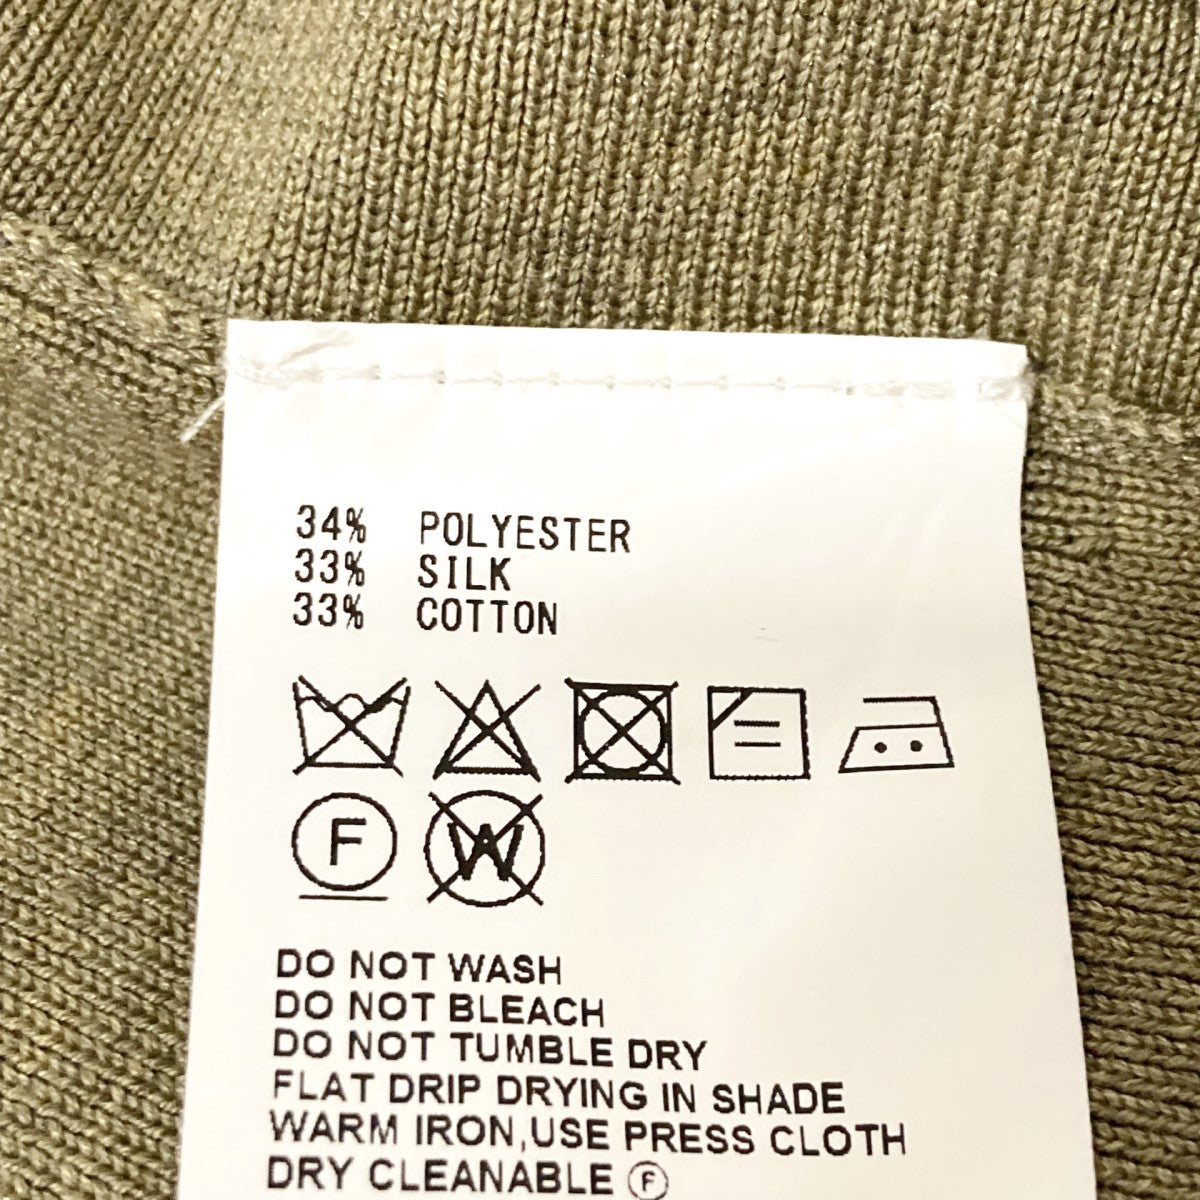 34% POLYESTER
33% SILK
33% COTTON
F W
DO NOT WASH
DO NOT BLEACH
DO NOT TUMBLE DRY
FLAT DRIP DRYING IN SHADE
WARM IRON,USE PRESS CLOTH
DRY CLEANABLE Ⓕ